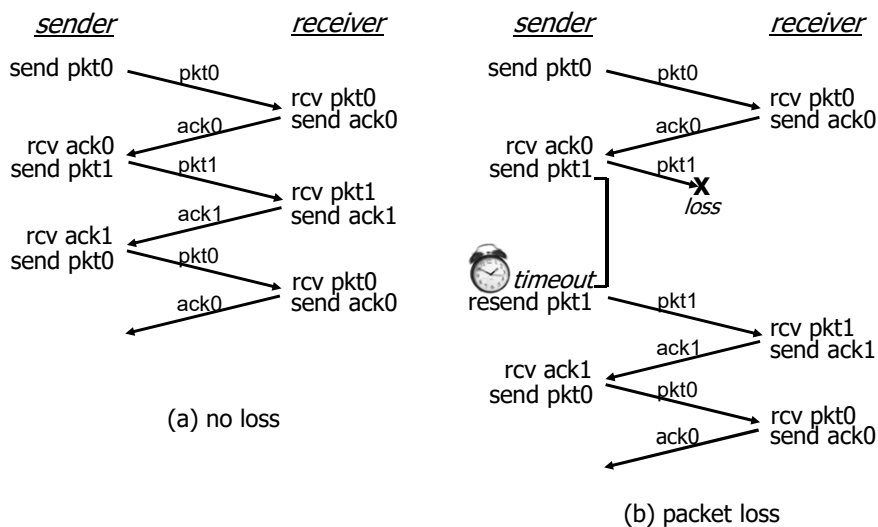 sender
receiver
send pkt0
pkt0
rcv pkt0
send ack0
ack0
rcv ack0
send pkt1
pkt1
rcv pkt1
send ack1
ack1
rcv ack1
send pkt0
pkt0
rcv pkt0
send ack0
ack0
(a) no loss
sender
receiver
send pkt0
pkt0
rcv pkt0
send ack0
ack0
rcv ack0
send pkt1
pkt1
X
loss
timeout
resend pkt1
pkt1
rcv pkt1
send ack1
ack1
rcv ack1
send pkt0
pkt0
rcv pkt0
send ack0
ack0
(b) packet loss